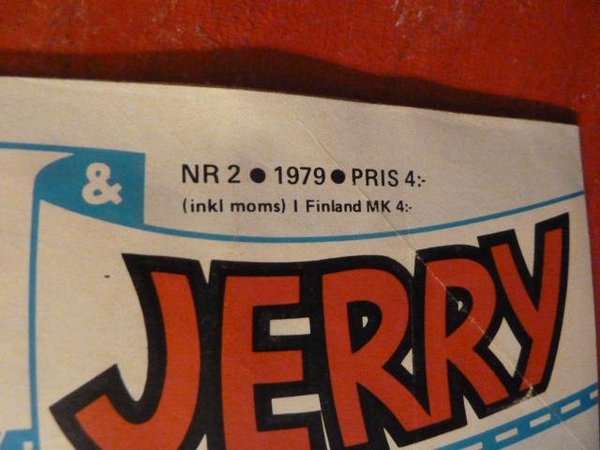 &
NR 2 ● 1979 ● PRIS 4:-
(inkl moms) I Finland MK 4:-
JERRY